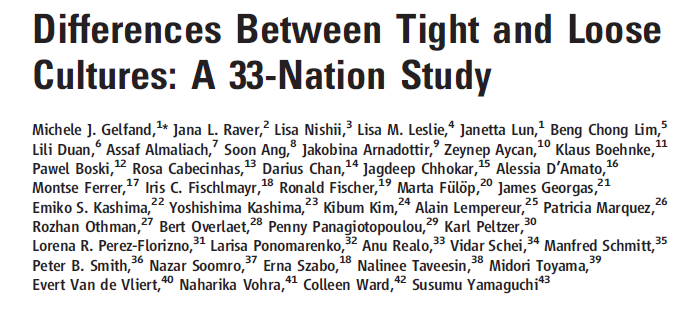 Differences Between Tight and Loose
Cultures: A 33-Nation Study
Michele J. Gelfand,1* Jana L. Raver,2 Lisa Nishii,3 Lisa M. Leslie,4 Janetta Lun,1 Beng Chong Lim,5
Lili Duan,6 Assaf Almaliach,7 Soon Ang,8 Jakobina Arnadottir,9 Zeynep Aycan,10 Klaus Boehnke,11
Pawel Boski,12 Rosa Cabecinhas,13 Darius Chan,14 Jagdeep Chhokar,15 Alessia D'Amato,16
Montse Ferrer,17 Iris C. Fischlmayr,18 Ronald Fischer,19 Marta Fülöp,20 James Georgas,21
Emiko S. Kashima,22 Yoshishima Kashima,23 Kibum Kim,24 Alain Lempereur,25 Patricia Marquez,26
Rozhan Othman,27 Bert Overlaet,28 Penny Panagiotopoulou,29 Karl Peltzer,30
Lorena R. Perez-Florizno,31 Larisa Ponomarenko,32 Anu Realo,33 Vidar Schei,34 Manfred Schmitt,35
Peter B. Smith,36 Nazar Soomro,37 Erna Szabo,18 Nalinee Taveesin,38 Midori Toyama,39
Evert Van de Vliert,40 Naharika Vohra,41 Colleen Ward,42 Susumu Yamaguchi43